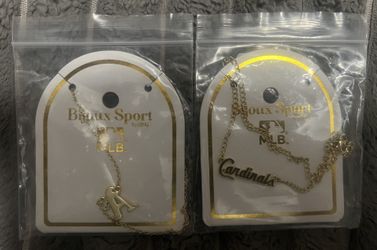 Bijoux Sport
MLB.
A's
Bijoux Sport
MLB.
Cardinals